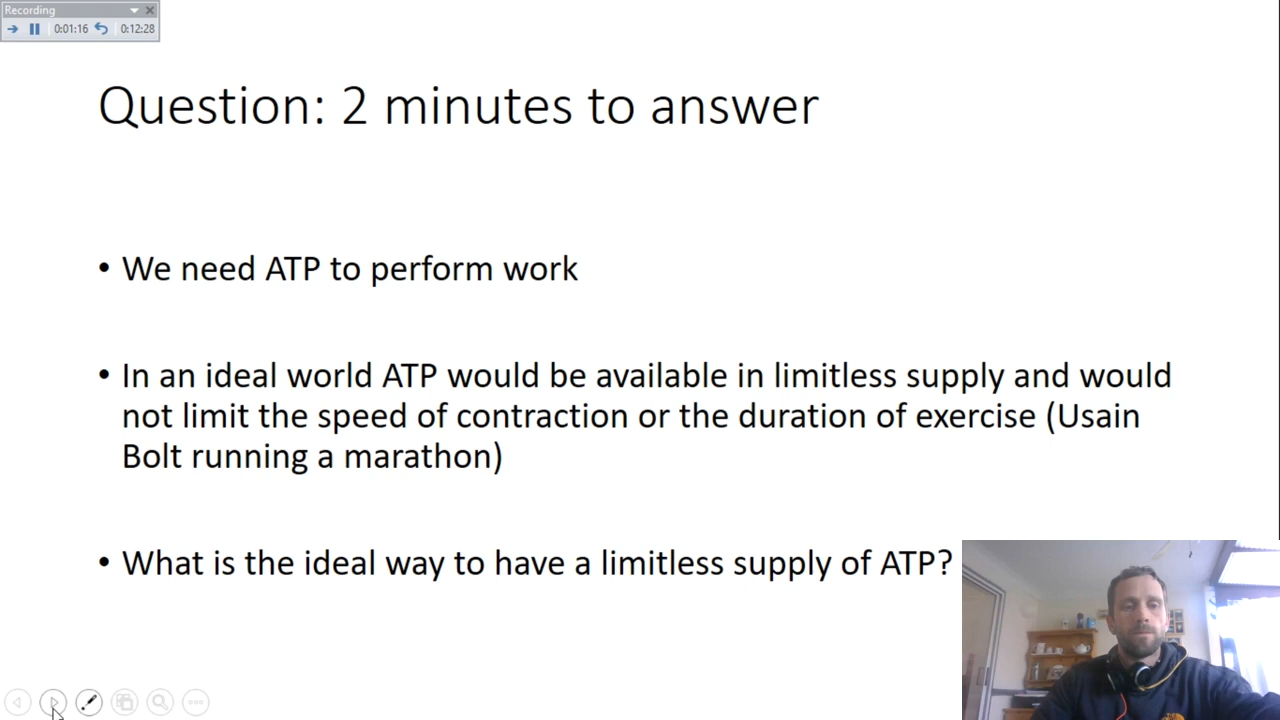 Recording
0:01:16 0:12:28
Question: 2 minutes to answer
• We need ATP to perform work
• In an ideal world ATP would be available in limitless supply and would
not limit the speed of contraction or the duration of exercise (Usain
Bolt running a marathon)
• What is the ideal way to have a limitless supply of ATP?